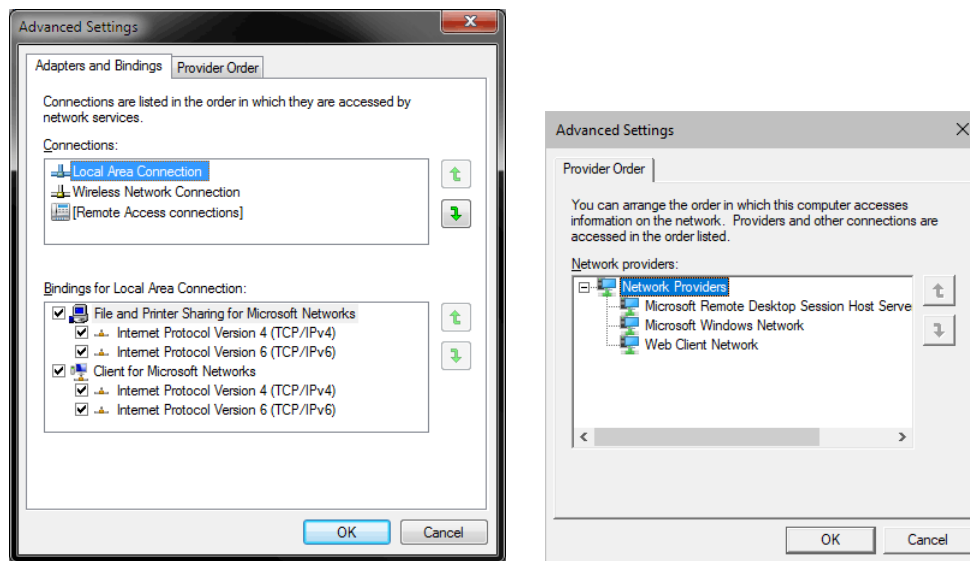 Advanced Settings
Adapters and Bindings
Provider Order
Connections are listed in the order in which they are accessed by
network services.
Connections:
Local Area Connection
Wireless Network Connection
[Remote Access connections]
Bindings for Local Area Connection:
File and Printer Sharing for Microsoft Networks
Internet Protocol Version 4 (TCP/IPv4)
Internet Protocol Version 6 (TCP/IPv6)
Client for Microsoft Networks
Internet Protocol Version 4 (TCP/IPv4)
Internet Protocol Version 6 (TCP/IPv6)
OK
Cancel
Advanced Settings
Provider Order
You can arrange the order in which this computer accesses
information on the network. Providers and other connections are
accessed in the order listed.
Network providers:
Network Providers
Microsoft Remote Desktop Session Host Serve
Microsoft Windows Network
Web Client Network
OK
Cancel